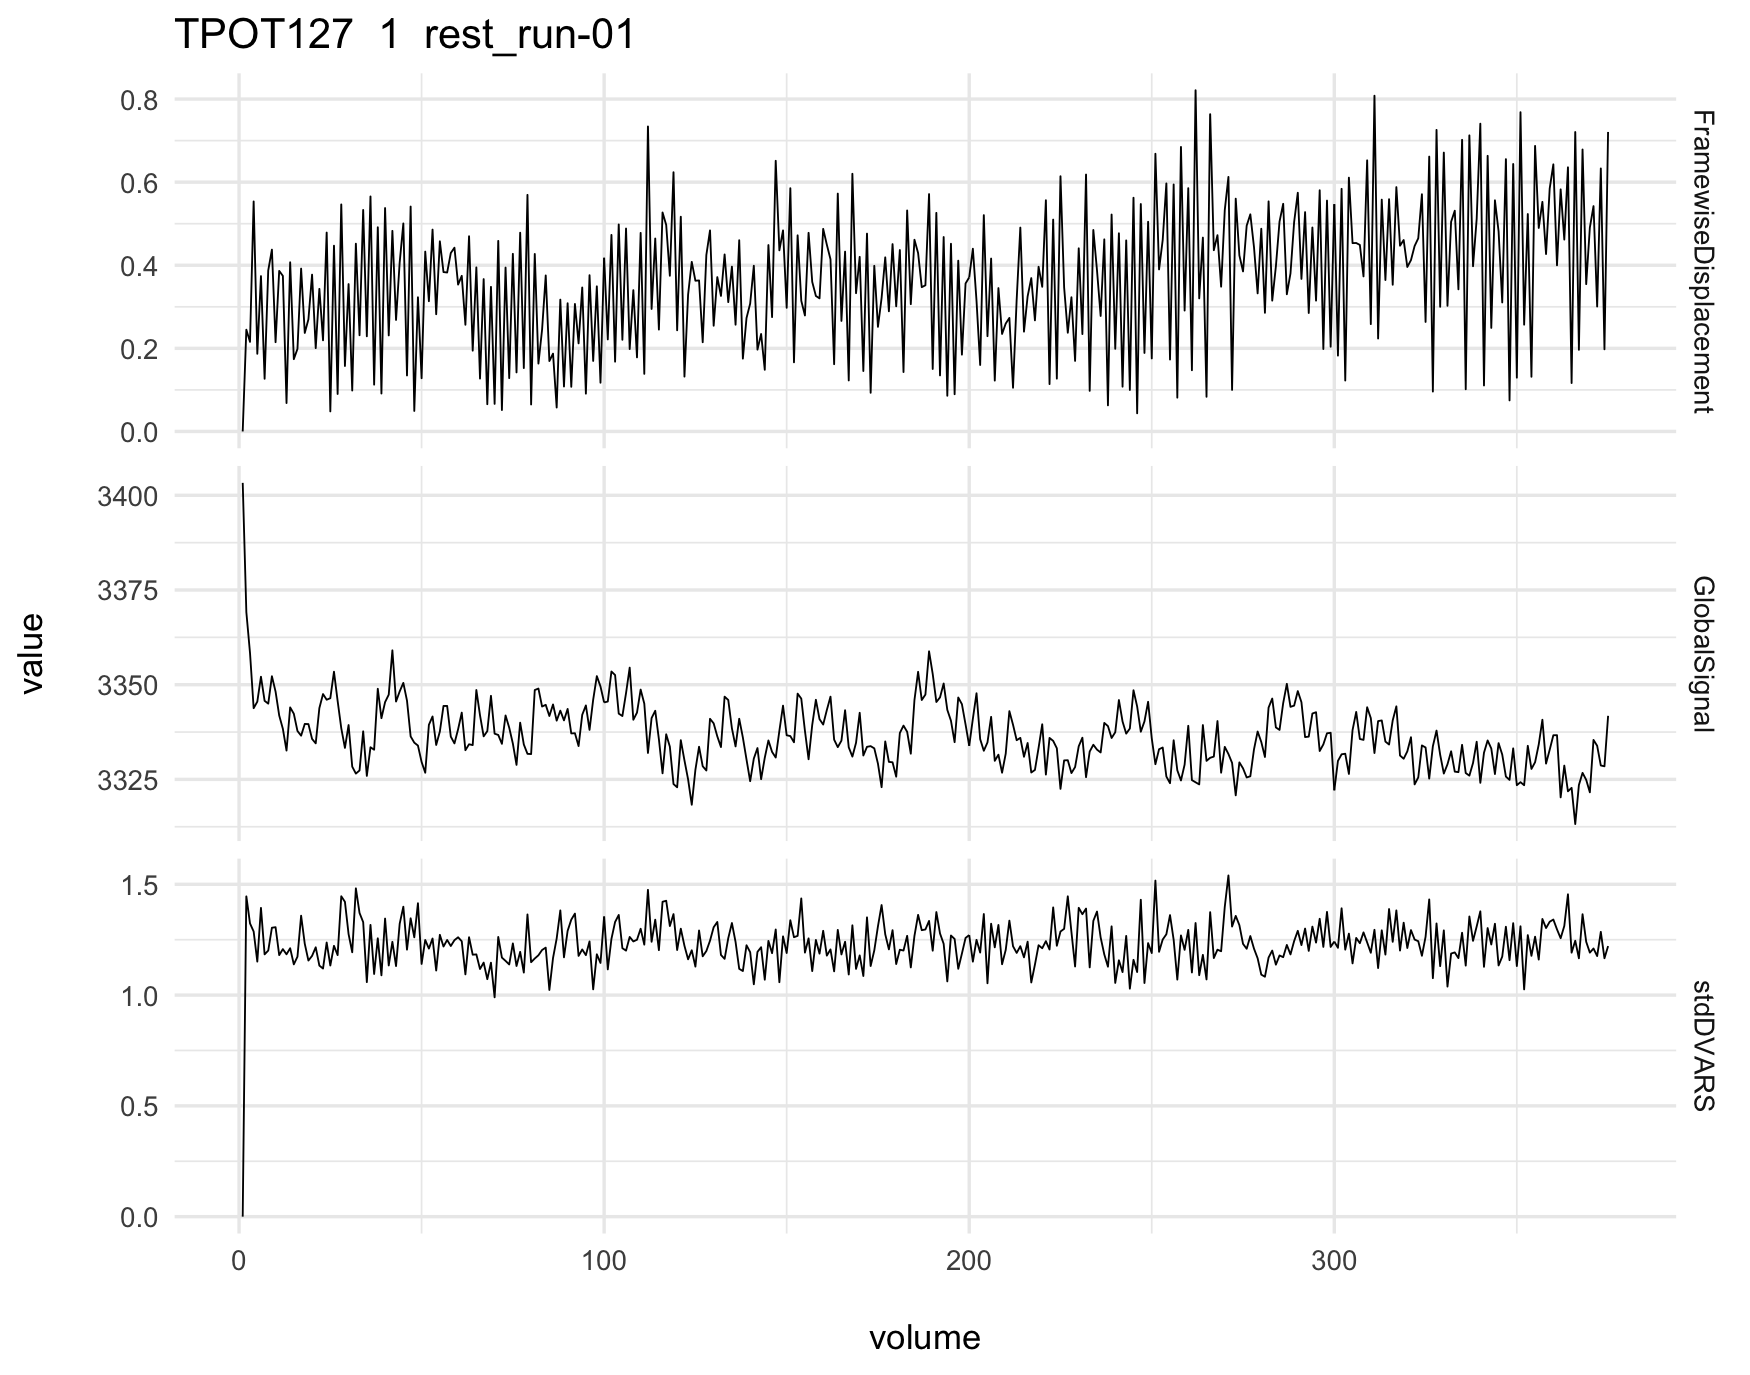 TPOT127 1 rest_run-01
0.8
0.6
0.4
0.2
0.0
FramewiseDisplacement
3400
3375
3350
3325
GlobalSignal
value
1.5
1.0
0.5
0.0
stdDVARS
0 100 200 300
volume